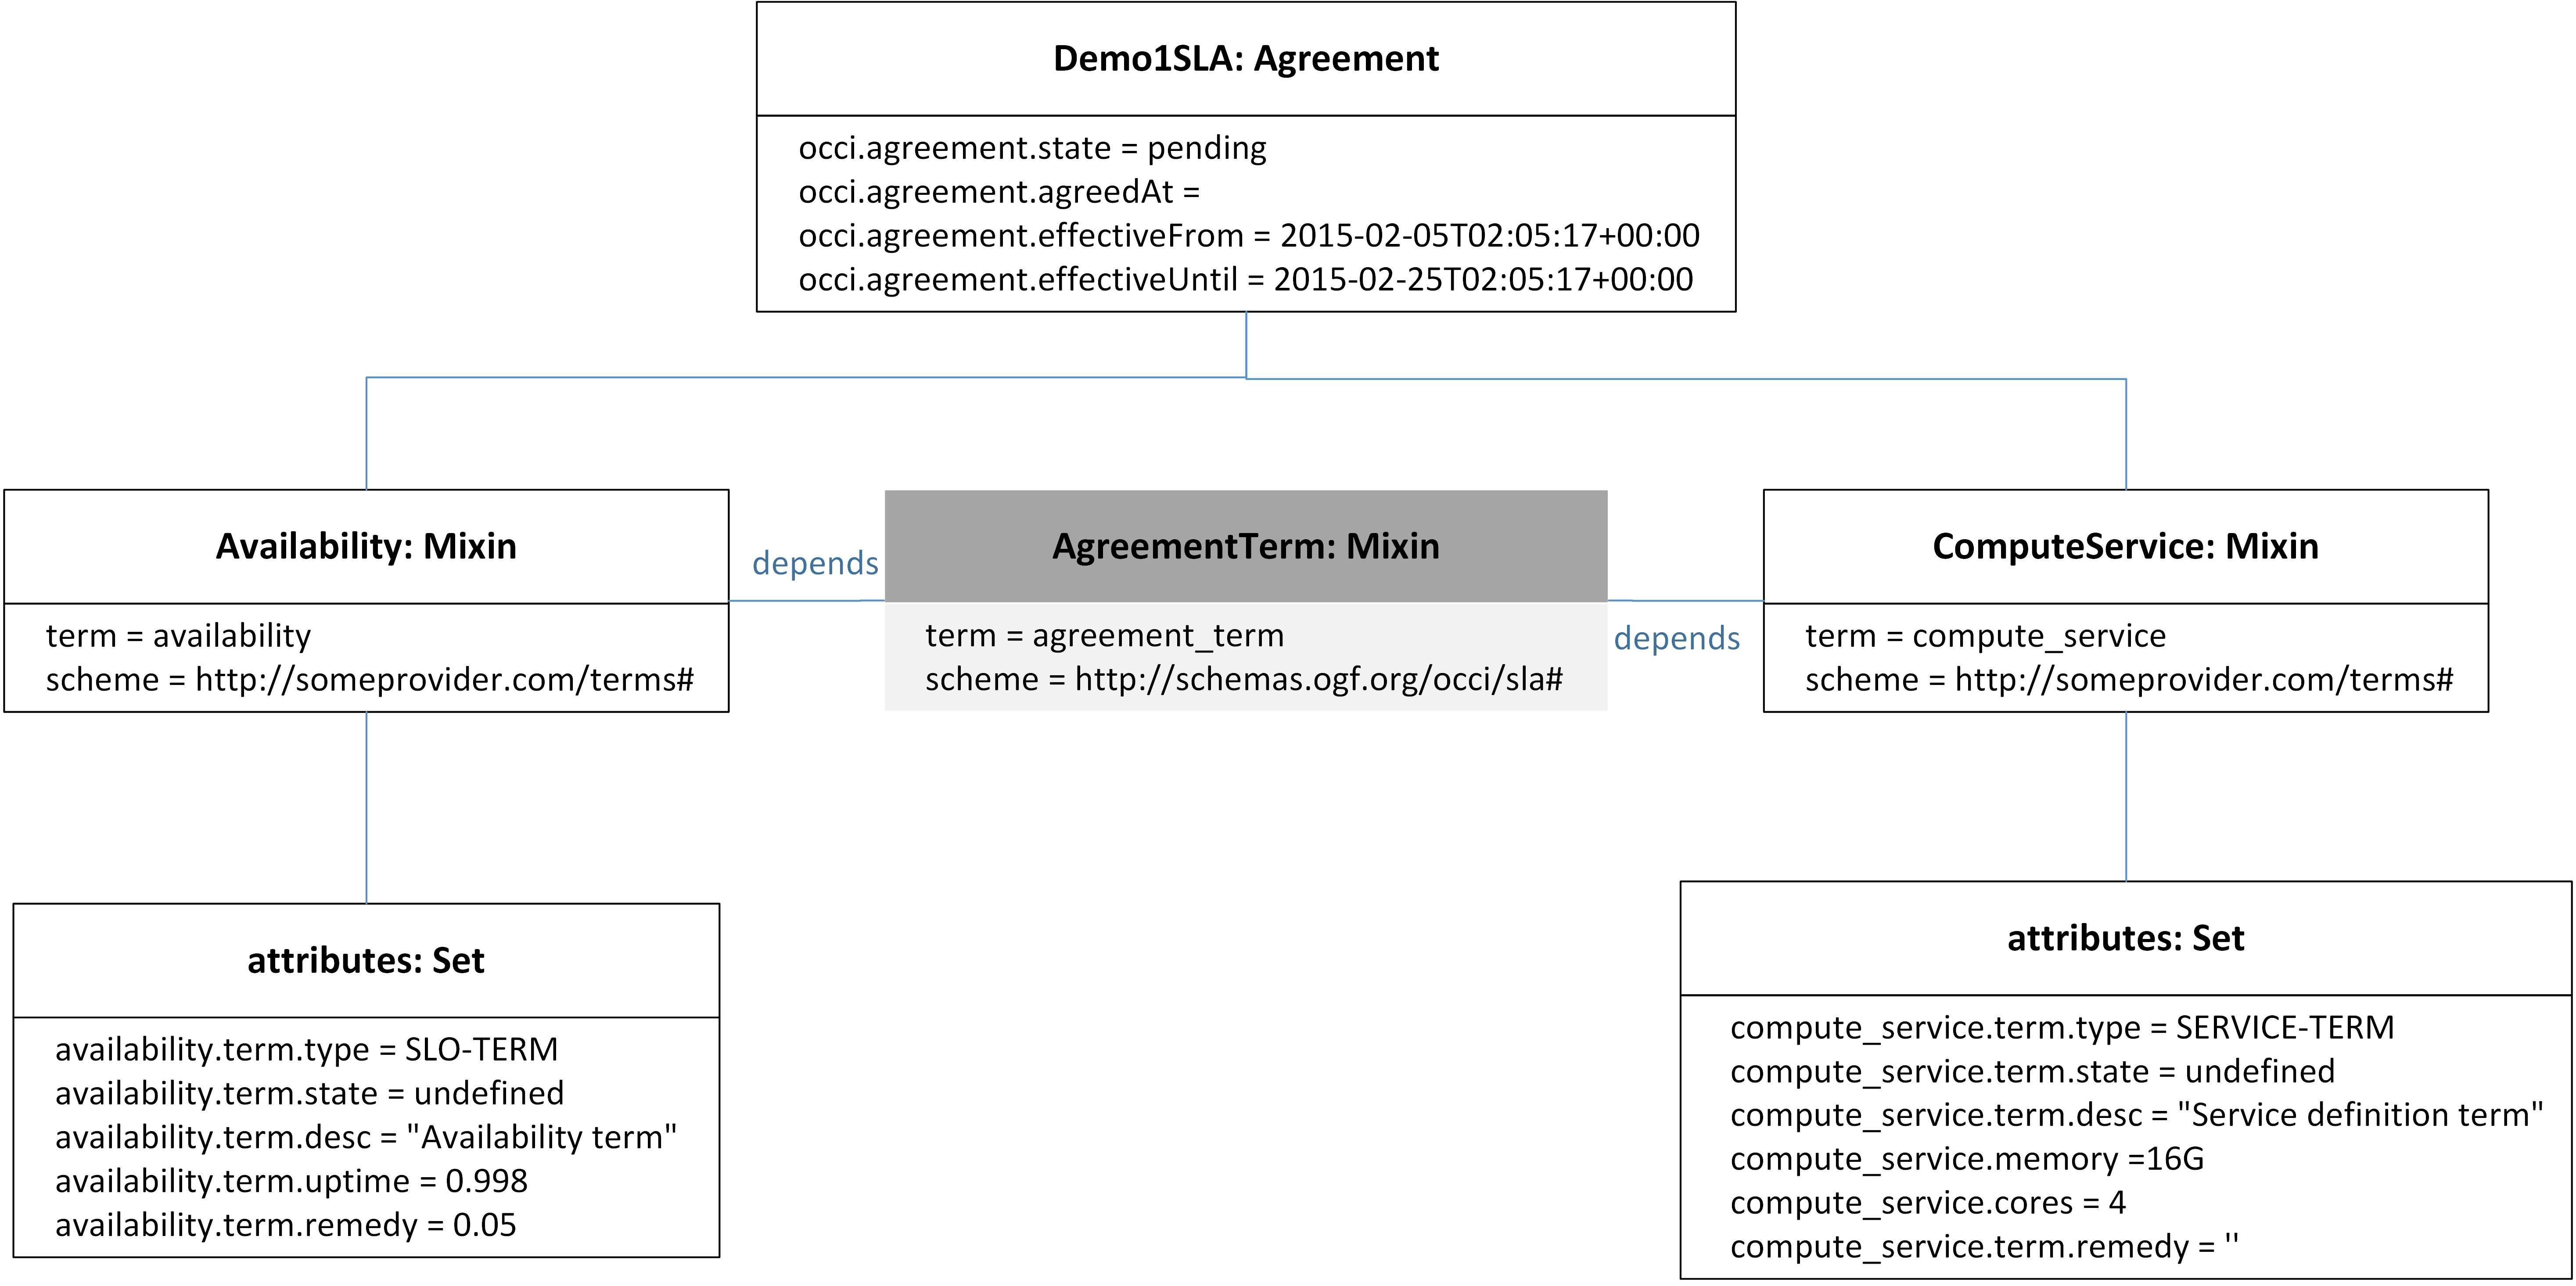 Demo1SLA: Agreement
occi.agreement.state = pending
occi.agreement.agreedAt =
occi.agreement.effectiveFrom = 2015-02-05T02:05:17+00:00
occi.agreement.effectiveUntil = 2015-02-25T02:05:17+00:00
Availability: Mixin
term = availability
scheme = http://someprovider.com/terms#
depends
AgreementTerm: Mixin
term = agreement_term
scheme = http://schemas.ogf.org/occi/sla#
depends
ComputeService: Mixin
term = compute_service
scheme = http://someprovider.com/terms#
attributes: Set
availability.term.type = SLO-TERM
availability.term.state = undefined
availability.term.desc = "Availability term"
availability.term.uptime = 0.998
availability.term.remedy = 0.05
attributes: Set
compute_service.term.type = SERVICE-TERM
compute_service.term.state = undefined
compute_service.term.desc = "Service definition term"
compute_service.memory =16G
compute_service.cores = 4
compute_service.term.remedy = ''